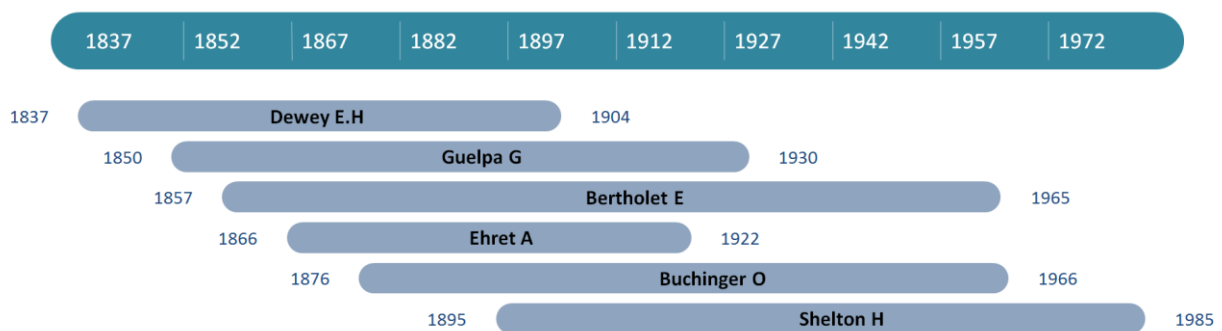 1837 1852 1867 1882 1897 1912 1927 1942 1957 1972
1837 Dewey E.H 1904
1850 Guelpa G 1930
1857 Bertholet E 1965
1866 Ehret A 1922
1876 Buchinger O 1966
1895 Shelton H 1985